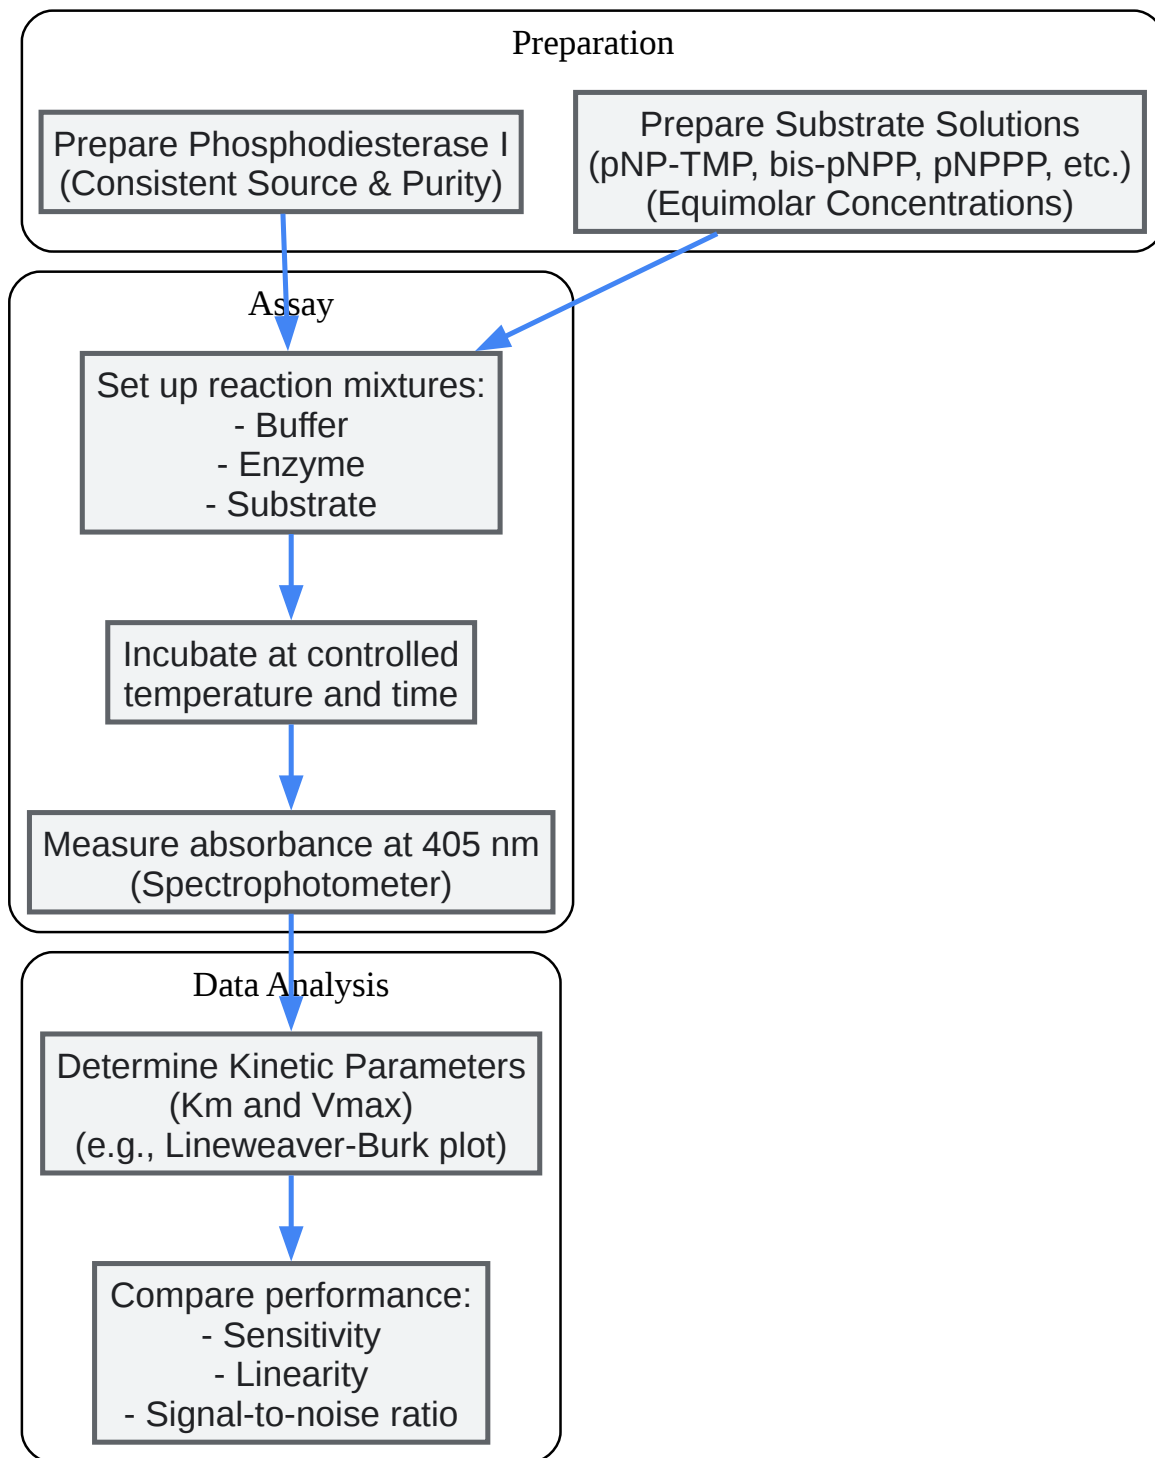 Preparation
Prepare Phosphodiesterase I
(Consistent Source & Purity)
Prepare Substrate Solutions
(pNP-TMP, bis-pNPP, pNPPP, etc.)
(Equimolar Concentrations)
Assay
Set up reaction mixtures:
- Buffer
- Enzyme
- Substrate
Incubate at controlled
temperature and time
Measure absorbance at 405 nm
(Spectrophotometer)
Data Analysis
Determine Kinetic Parameters
(Km and Vmax)
(e.g., Lineweaver-Burk plot)
Compare performance:
- Sensitivity
- Linearity
- Signal-to-noise ratio